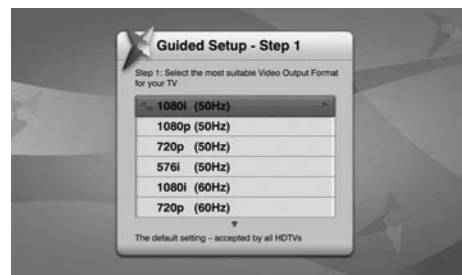 Guided Setup - Step 1
Step 1: Select the most suitable Video Output Format
for your TV
1080i (50Hz)
1080p (50Hz)
720p (50Hz)
576i (50Hz)
1080i (60Hz)
720p (60Hz)
The default setting – accepted by all HDTVs